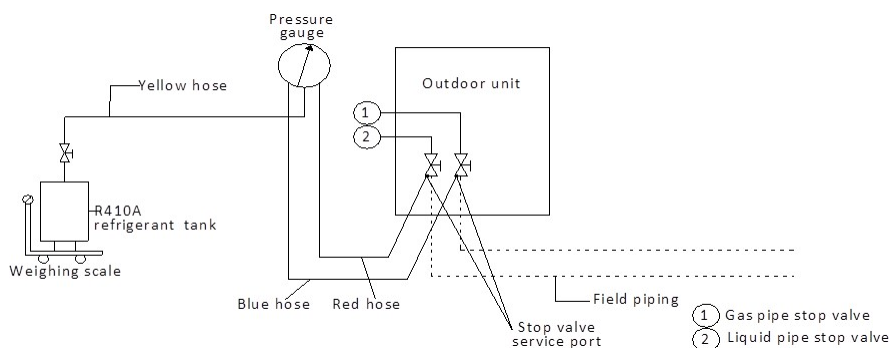 Pressure
gauge
Yellow hose
Outdoor unit
1
2
R410A
refrigerant tank
Weighing scale
Blue hose
Red hose
Field piping
Stop valve
service port
1 Gas pipe stop valve
2 Liquid pipe stop valve